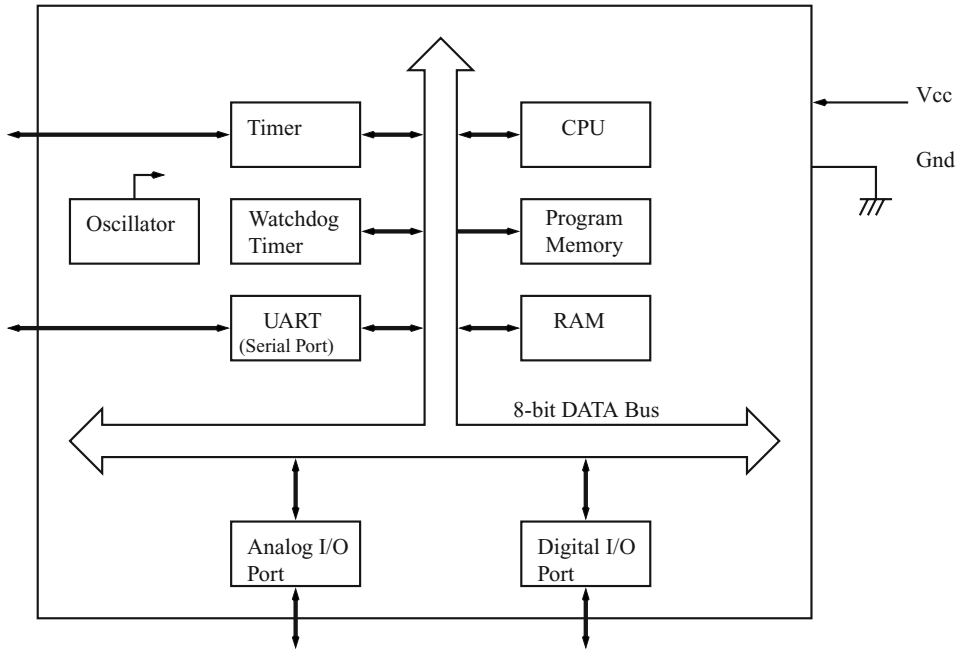 Vcc
Timer
CPU
Gnd
Oscillator
Watchdog
Timer
Program
Memory
UART
(Serial Port)
RAM
8-bit DATA Bus
Analog I/O
Port
Digital I/O
Port